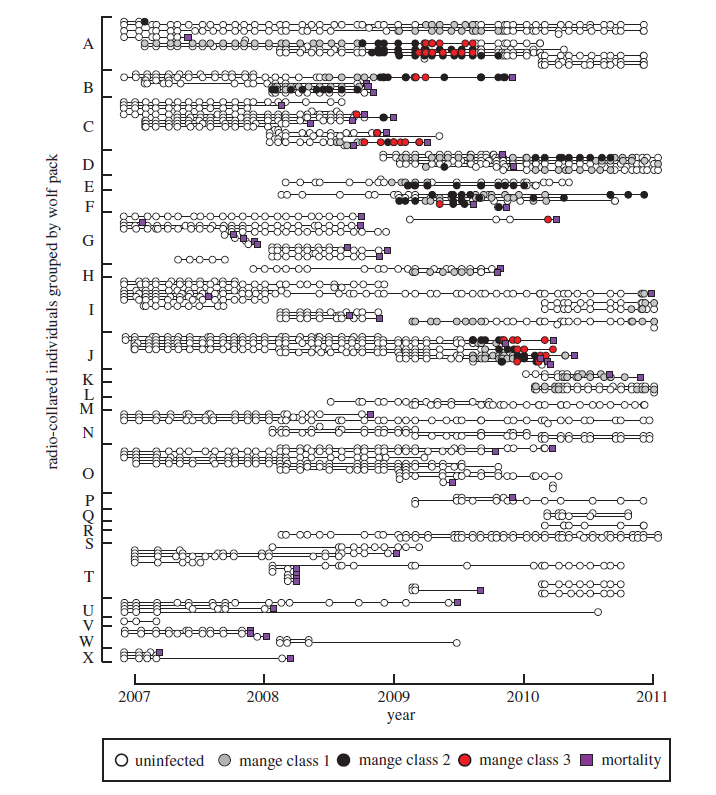 A
B
C
D
E
F
G
H
I
J
K
L
M
N
O
P
Q
R
S
T
U
V
W
X
radio-collared individuals grouped by wolf pack
2007 2008 2009 2010 2011
year
uninfected mange class 1 mange class 2 mange class 3 mortality